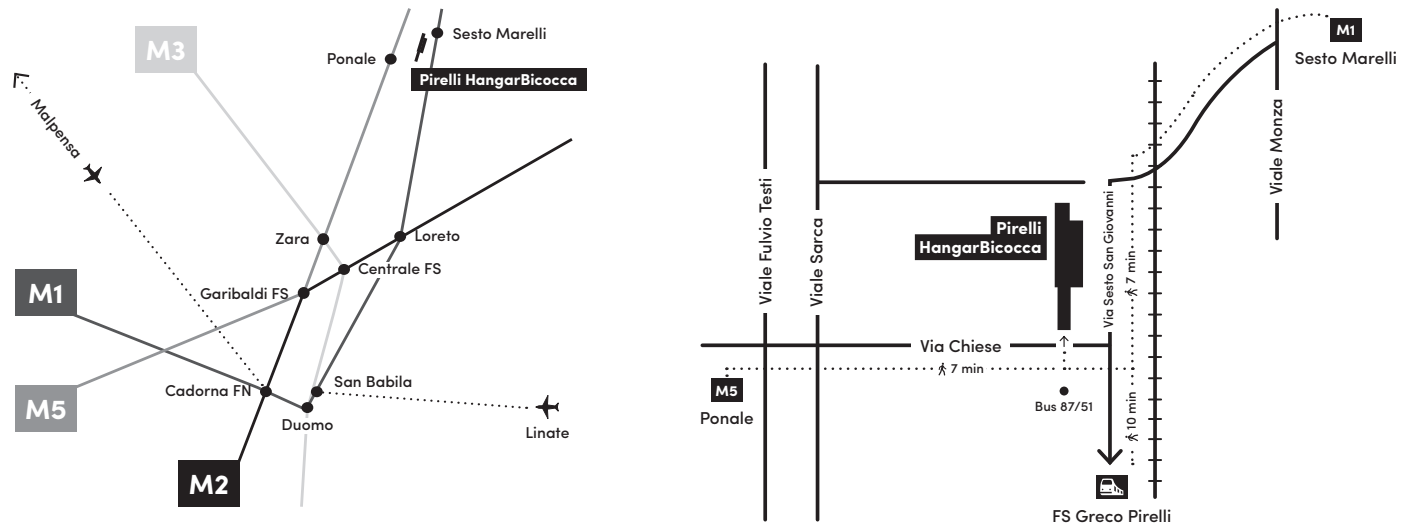 M3
Ponale
Sesto Marelli
Pirelli HangarBicocca
Malpensa
Zara
Loreto
Centrale FS
Garibaldi FS
M1
M5
Cadorna FN
San Babila
Duomo
Linate
M2
M1
Sesto Marelli
Viale Monza
Viale Fulvio Testi
Viale Sarca
Pirelli
HangarBicocca
Via Sesto San Giovanni
7 min
Via Chiese
7 min
M5
Ponale
Bus 87/51
10 min
FS Greco Pirelli